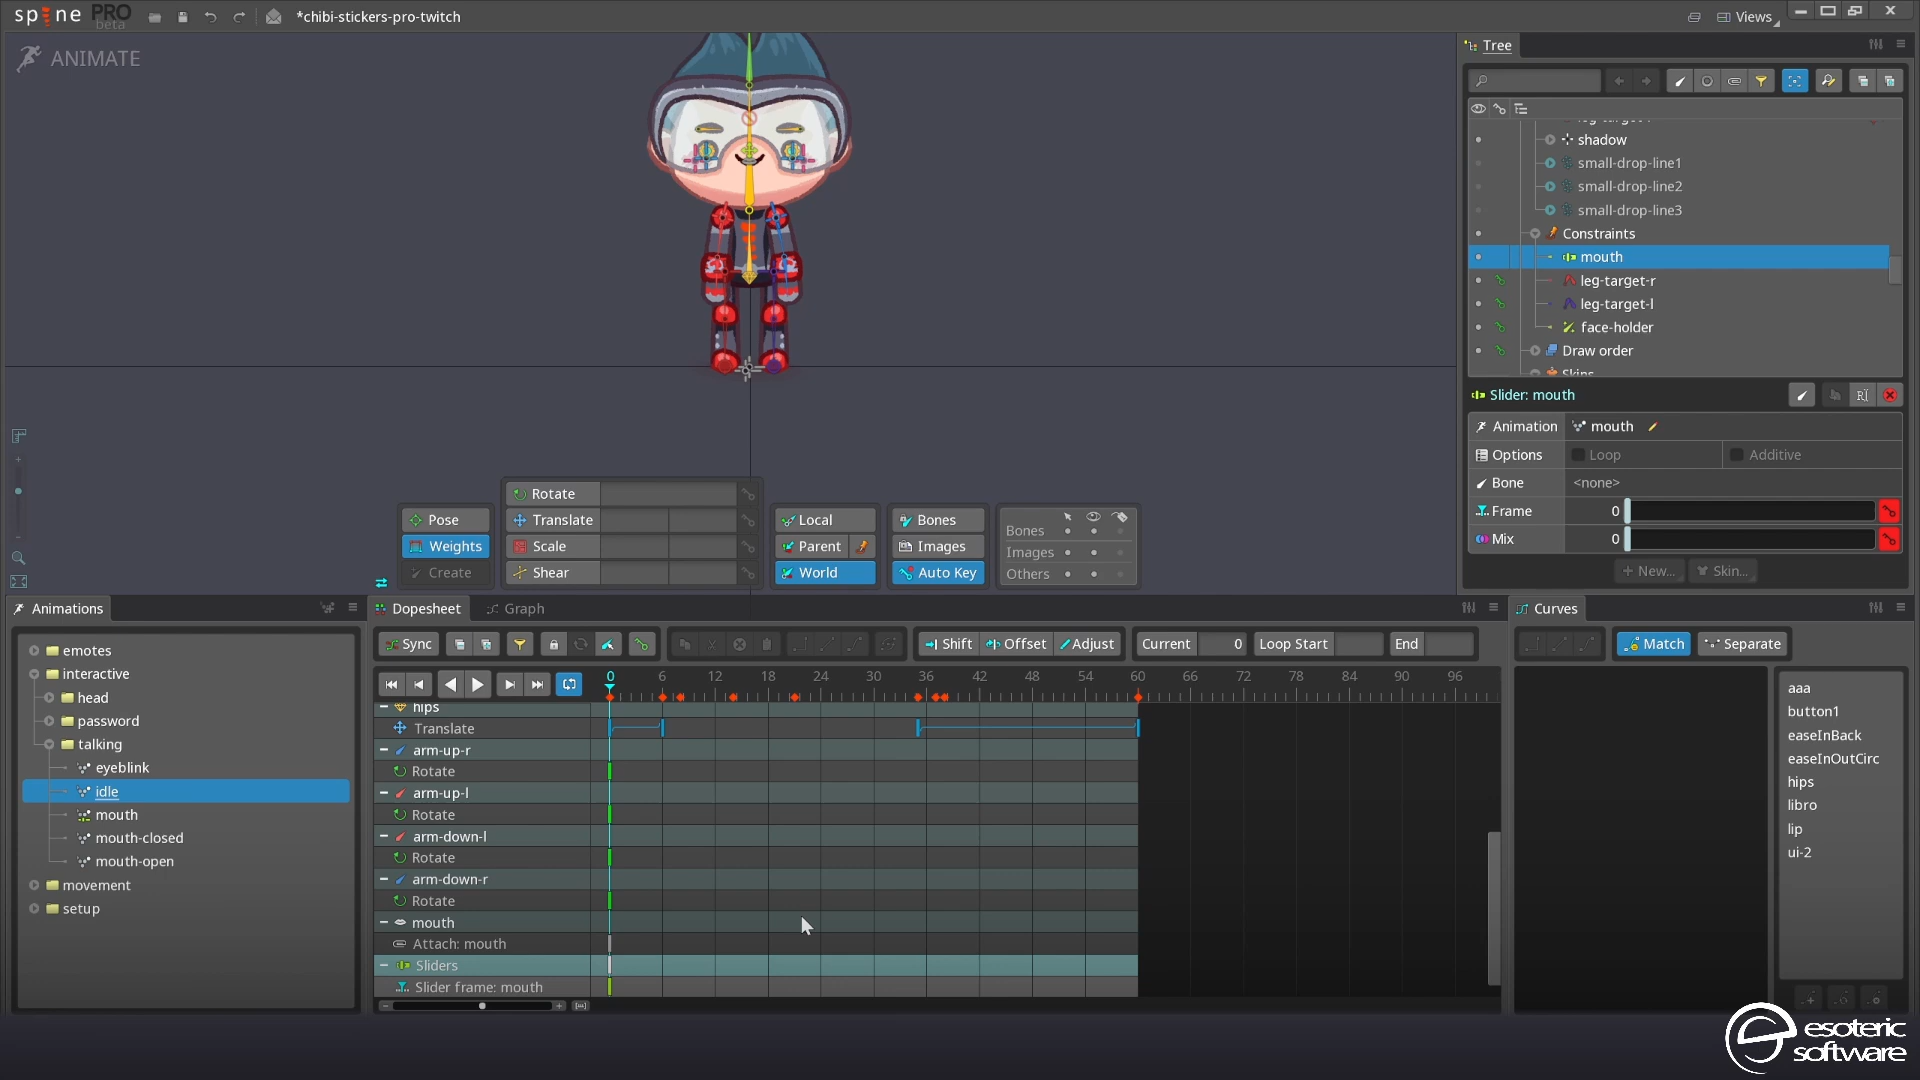 spine PRO beta
*chibi-stickers-pro-twitch
Views
ANIMATE
Tree
shadow
small-drop-line1
small-drop-line2
small-drop-line3
Constraints
mouth
leg-target-r
leg-target-l
face-holder
Draw order
Skins
Slider: mouth
Animation mouth
Options Loop Additive
Bone <none>
Frame 0
Mix 0
+ New... Skin...
Pose
Weights
Create
Rotate
Translate
Scale
Shear
Local
Parent
World
Bones
Images
Auto Key
Bones
Images
Others
Animations
emotes
interactive
head
password
talking
eyeblink
idle
mouth
mouth-closed
mouth-open
movement
setup
Dopesheet Graph
Sync Shift Offset Adjust Current 0 Loop Start End
0 6 12 18 24 30 36 42 48 54 60 66 72 78 84 90 96
hips
Translate
arm-up-r
Rotate
arm-up-l
Rotate
arm-down-l
Rotate
arm-down-r
Rotate
mouth
Attach: mouth
Sliders
Slider frame: mouth
Curves
Match Separate
aaa
button1
easeInBack
easeInOutCirc
hips
libro
lip
ui-2
esoteric
software